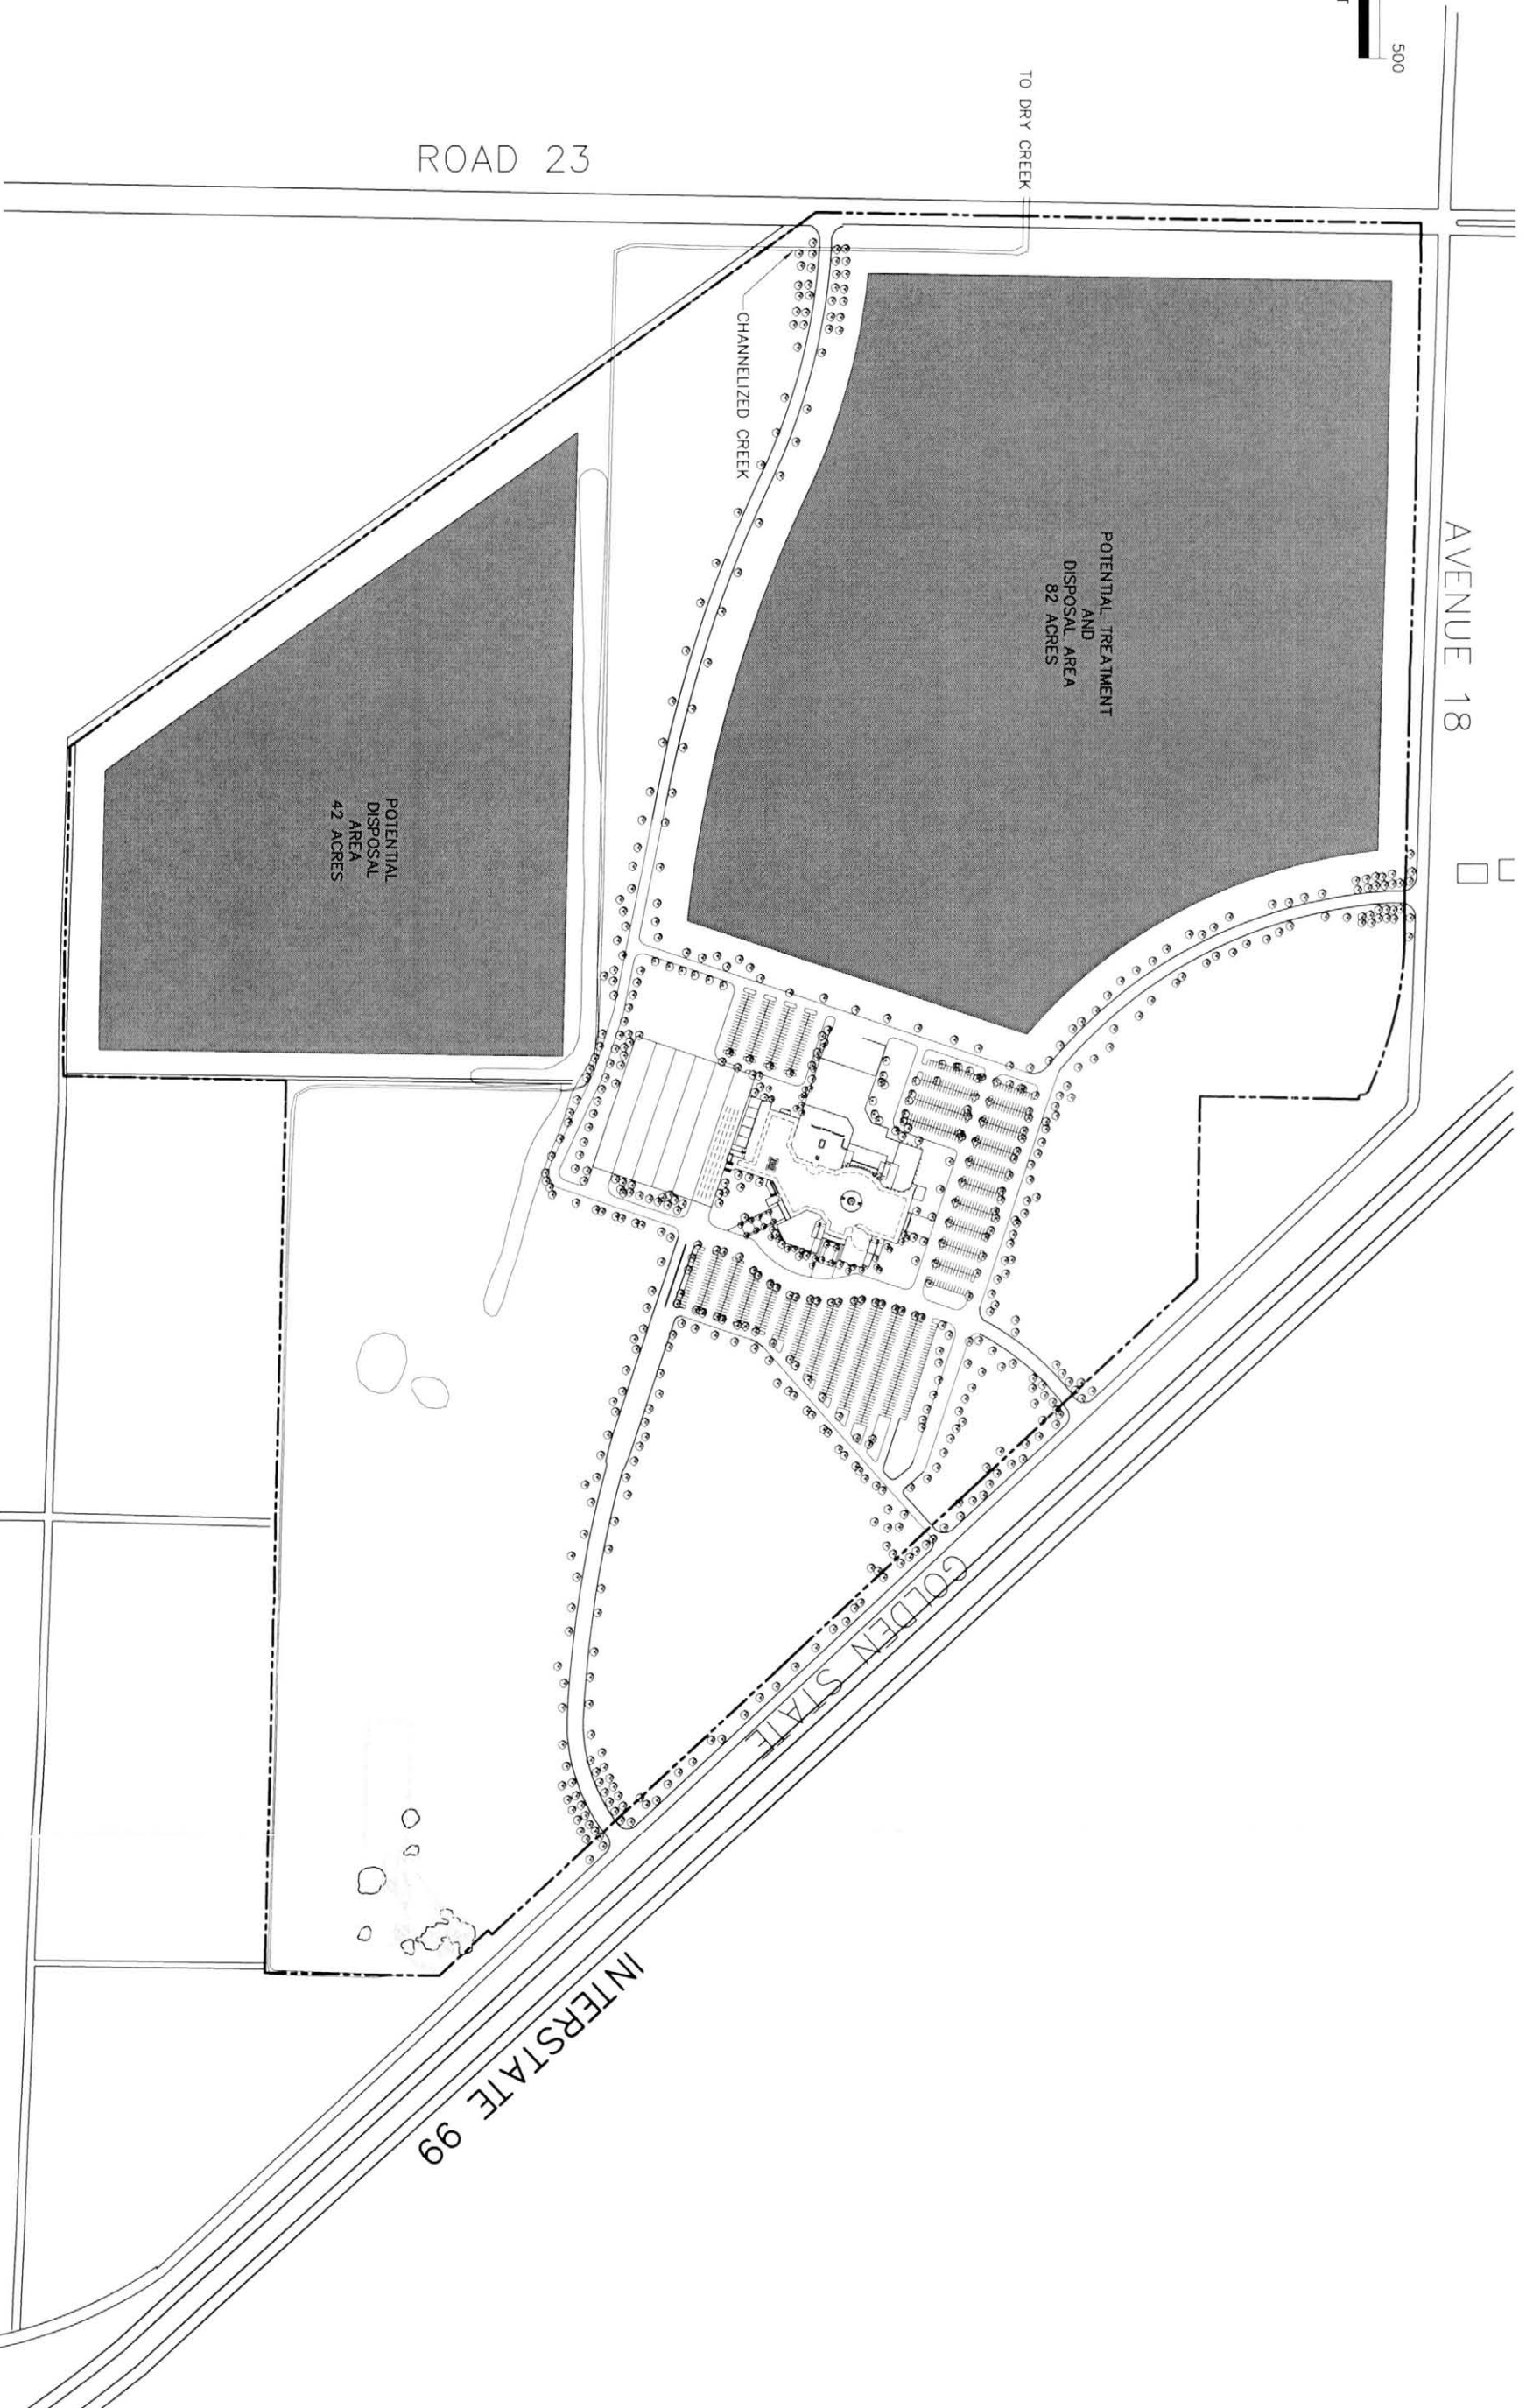 500
TO DRY CREEK
ROAD 23
CHANNELIZED CREEK
AVENUE 18
POTENTIAL TREATMENT
AND
DISPOSAL AREA
82 ACRES
POTENTIAL
DISPOSAL
AREA
42 ACRES
GOLDEN STATE
INTERSTATE 99